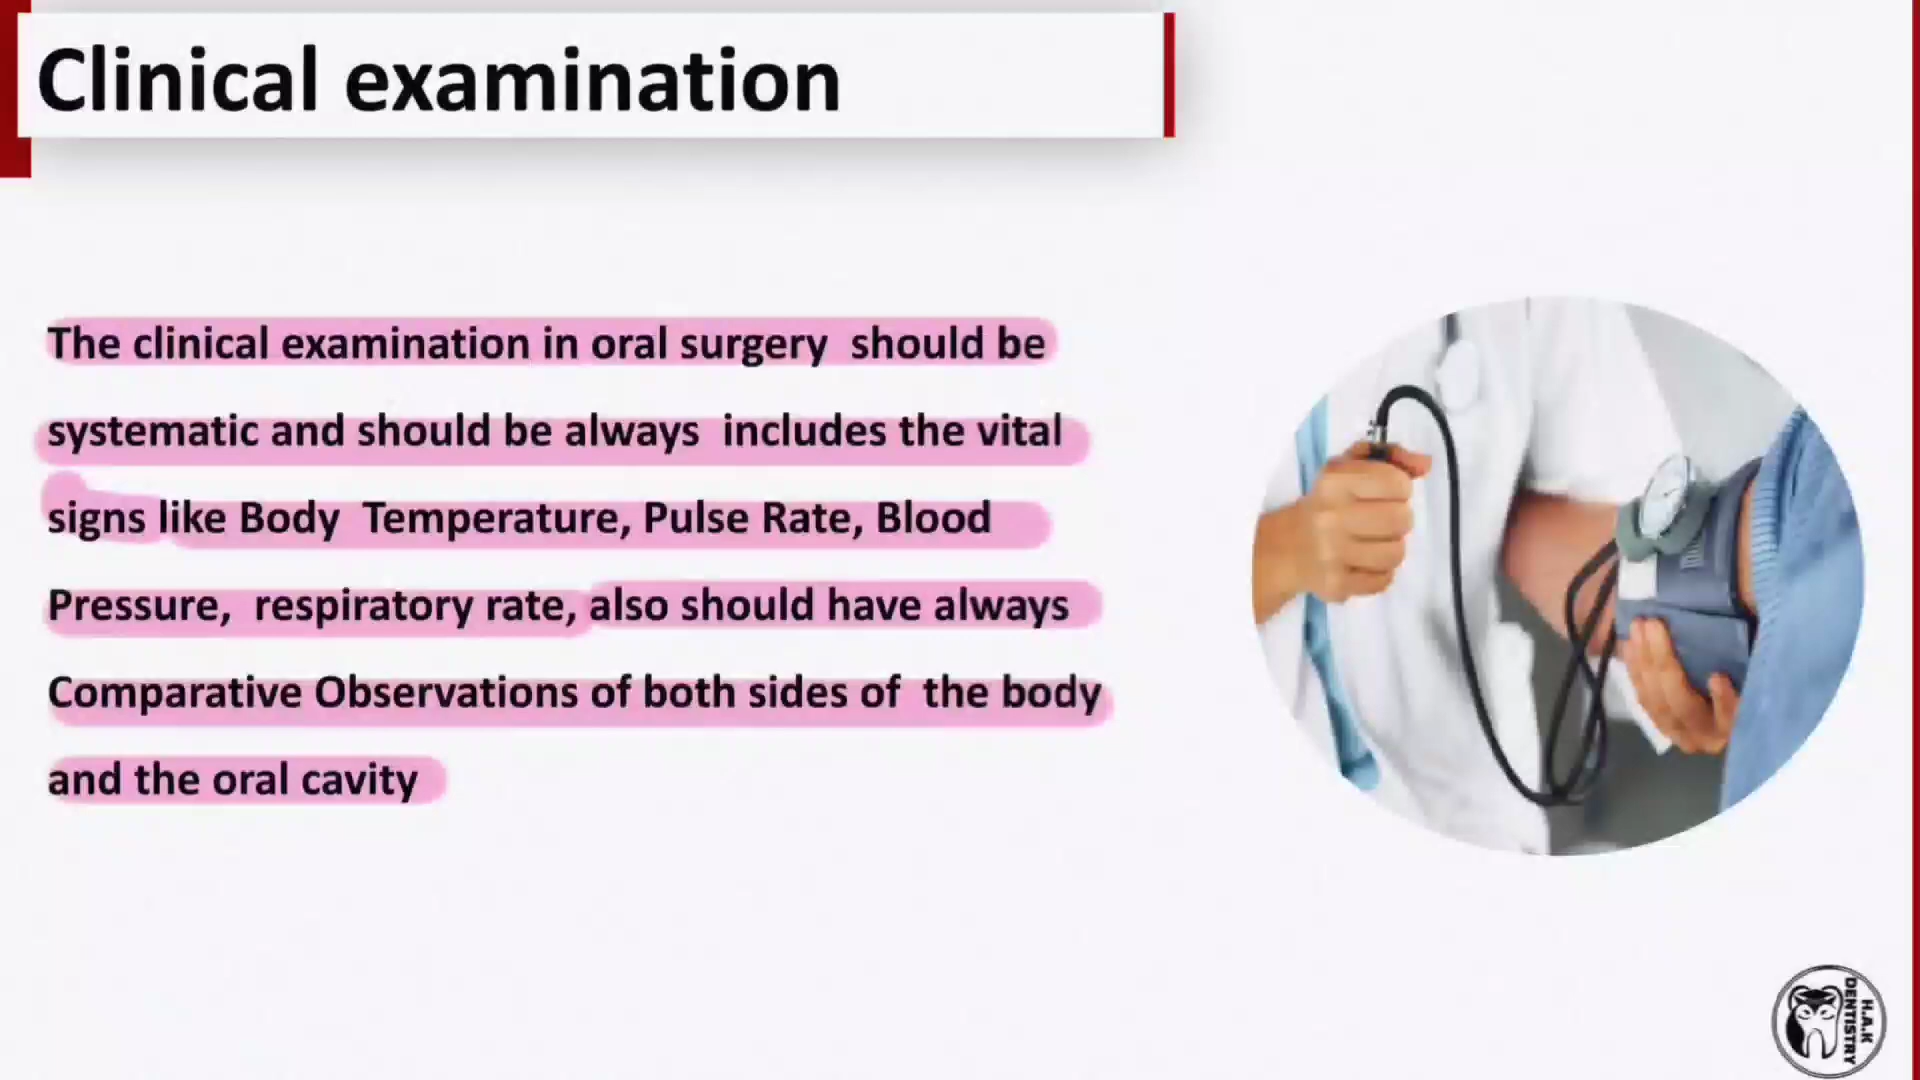 Clinical examination
The clinical examination in oral surgery should be
systematic and should be always includes the vital
signs like Body Temperature, Pulse Rate, Blood
Pressure, respiratory rate, also should have always
Comparative Observations of both sides of the body
and the oral cavity
H.A.K
DENTISTRY